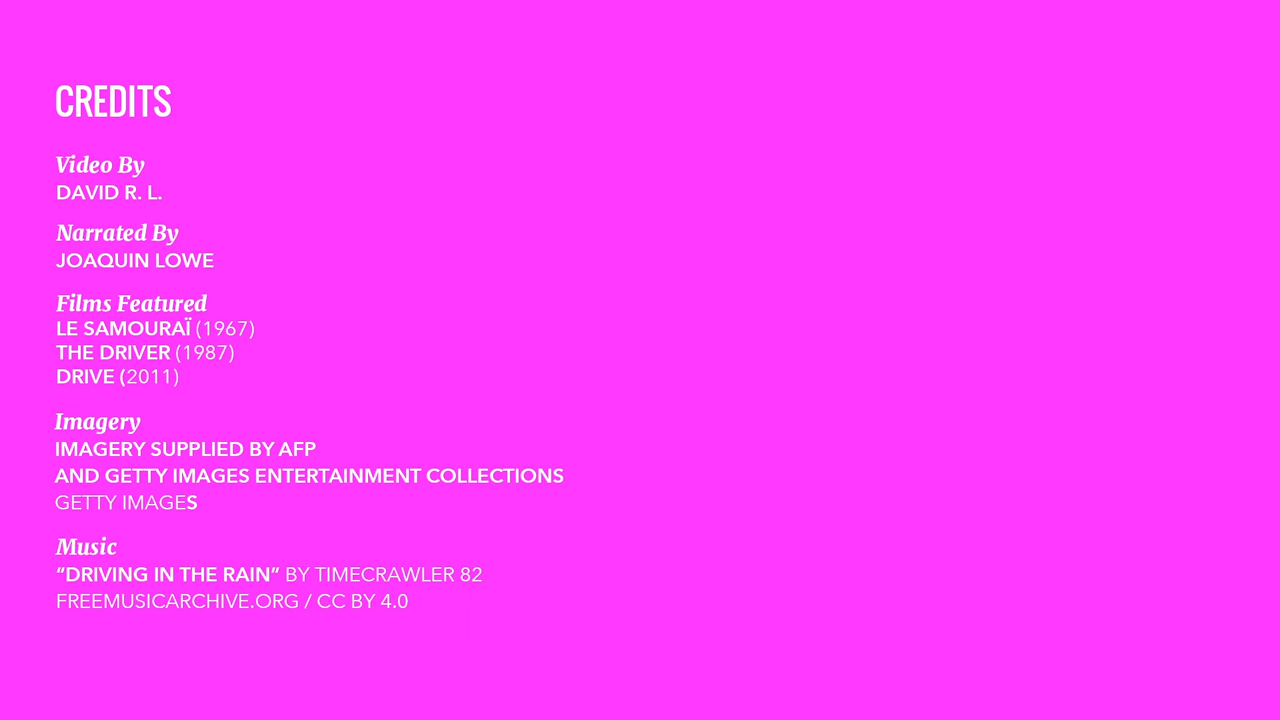 CREDITS
Video By
DAVID R. L.
Narrated By
JOAQUIN LOWE
Films Featured
LE SAMOURAÏ (1967)
THE DRIVER (1987)
DRIVE (2011)
Imagery
IMAGERY SUPPLIED BY AFP
AND GETTY IMAGES ENTERTAINMENT COLLECTIONS
GETTY IMAGES
Music
“DRIVING IN THE RAIN” BY TIMECRAWLER 82
FREEMUSICARCHIVE.ORG / CC BY 4.0